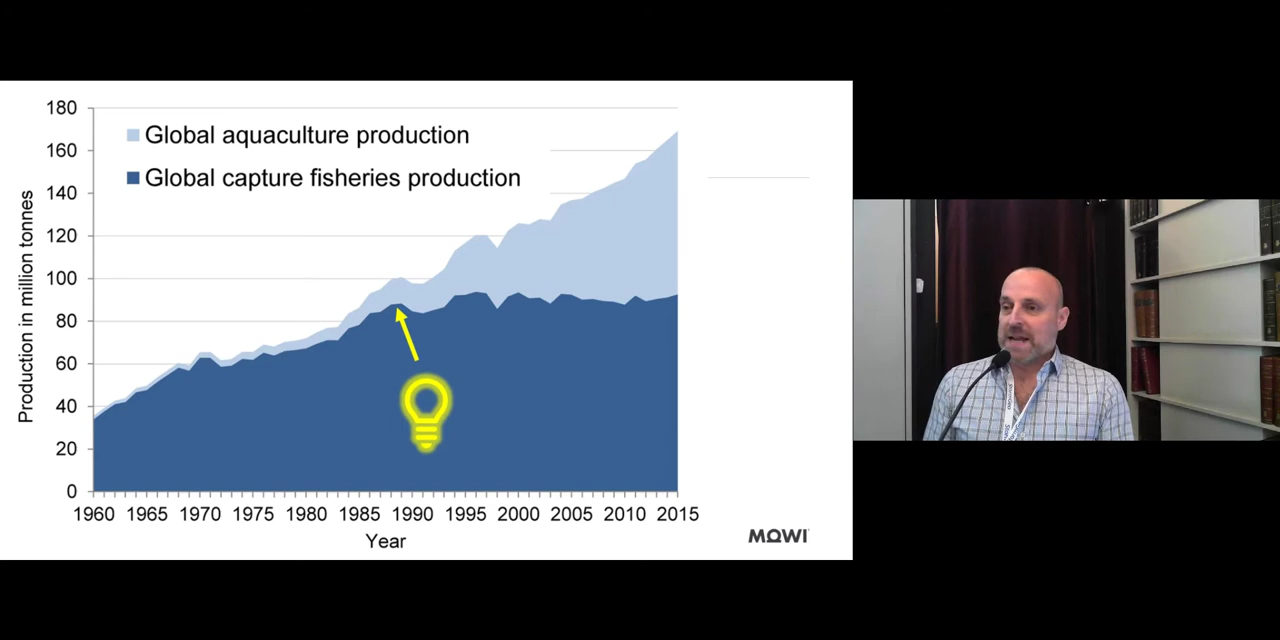 180
160
140
120
100
80
60
40
20
0
Production in million tonnes
Global aquaculture production
Global capture fisheries production
1960 1965 1970 1975 1980 1985 1990 1995 2000 2005 2010 2015
Year
MOWI